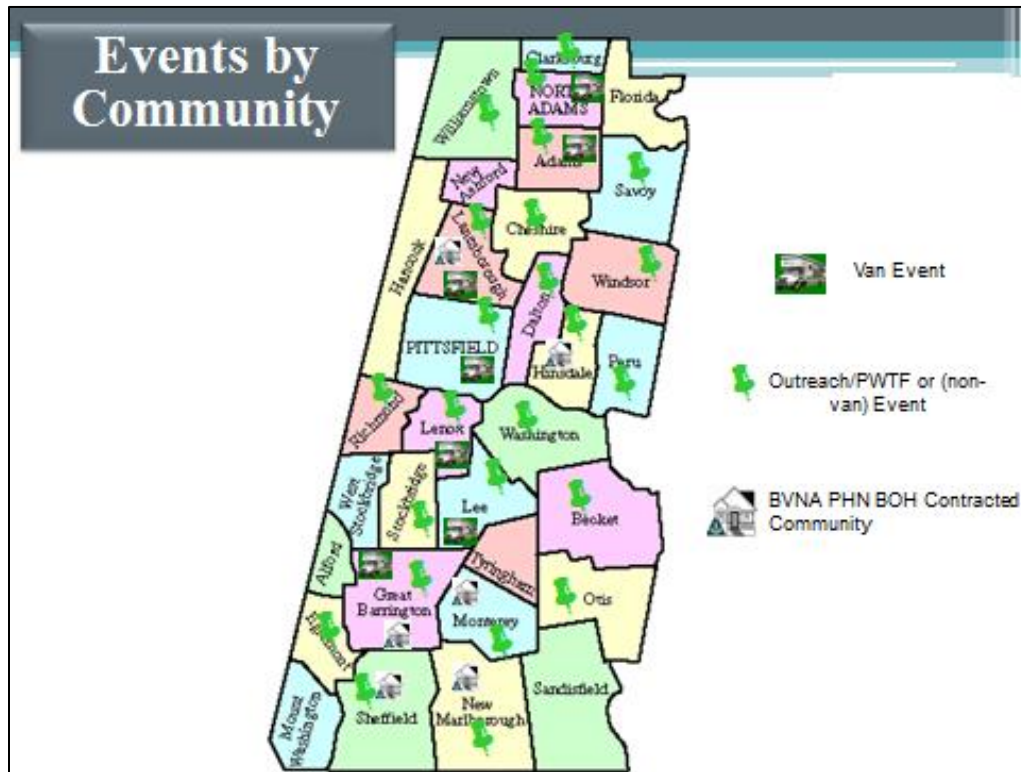 Events by
Community
Clarksburg
Williamstown
NORTH
ADAMS
Florida
Adams
Savoy
New
Ashford
Cheshire
Lanesborough
Hancock
Windsor
Dalton
PITTSFIELD
Hinsdale
Peru
Richmond
Lenox
Washington
West
Stockbridge
Stockbridge
Lee
Becket
Tyringham
Alford
Great
Barrington
Otis
Monterey
Egremont
Mount
Washington
Sheffield
New
Marlborough
Sandisfield
Van Event
Outreach/PWTF or (non-
van) Event
BVNA PHN BOH Contracted
Community